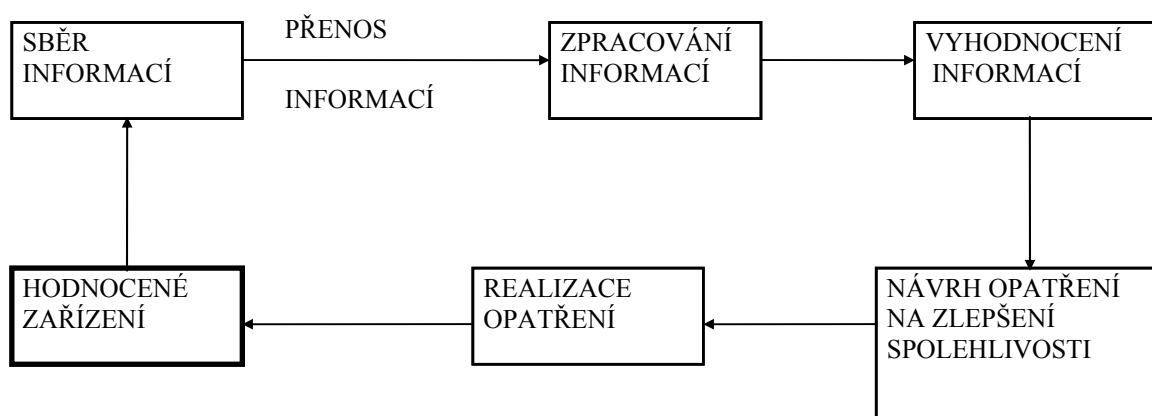 SBĚR
INFORMACÍ
PŘENOS
INFORMACÍ
ZPRACOVÁNÍ
INFORMACÍ
VYHODNOCENÍ
INFORMACÍ
HODNOCENÉ
ZAŘÍZENÍ
REALIZACE
OPATŘENÍ
NÁVRH OPATŘENÍ
NA ZLEPŠENÍ
SPOLEHLIVOSTI